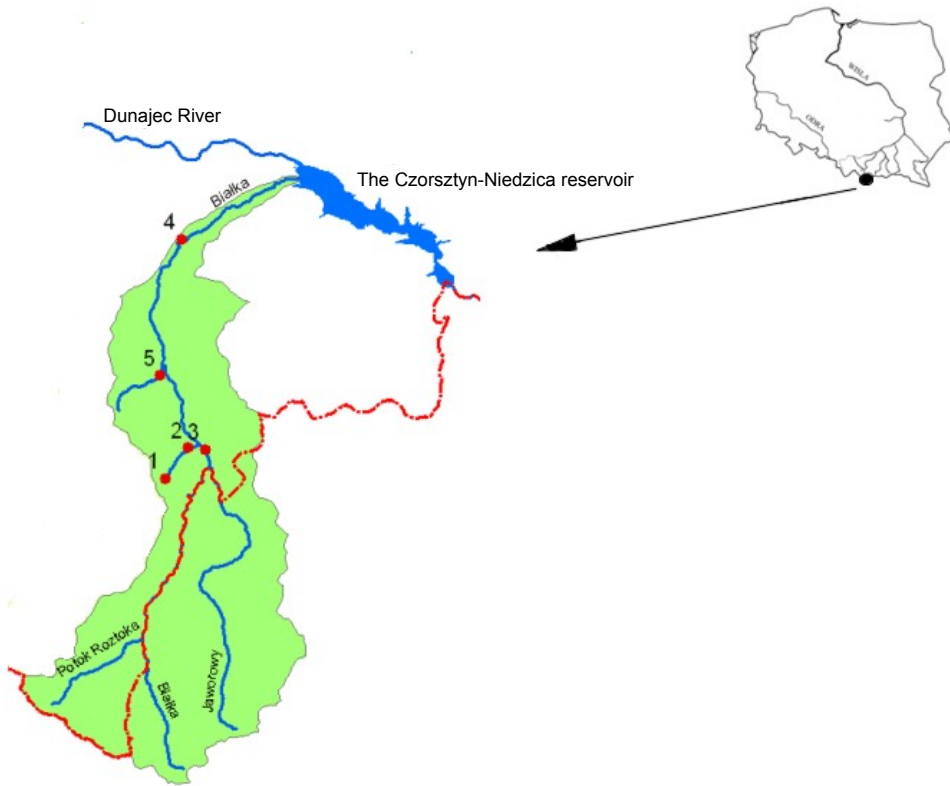 WISŁA
ODRA
Dunajec River
The Czorsztyn-Niedzica reservoir
Białka
4
5
2 3
1
Potok Roztoka
Białka
Jaworowy